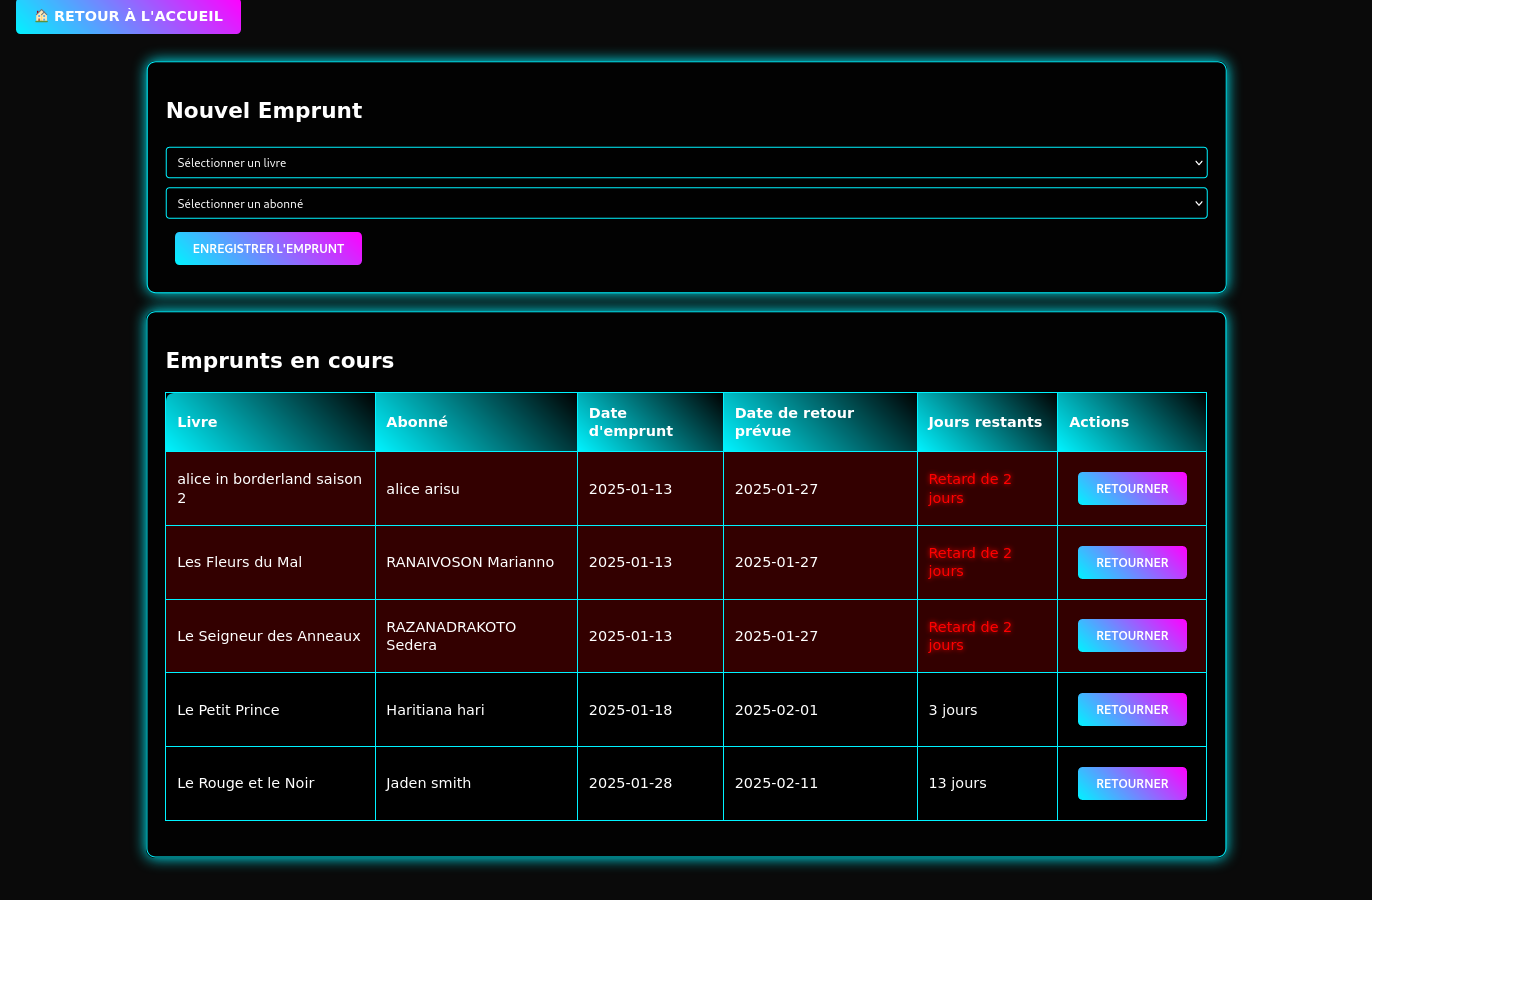 🏠 RETOUR À L'ACCUEIL
Nouvel Emprunt
Sélectionner un livre
Sélectionner un abonné
ENREGISTRER L'EMPRUNT
Emprunts en cours
Livre
Abonné
Date
d'emprunt
Date de retour
prévue
Jours restants
Actions
alice in borderland saison
2
alice arisu
2025-01-13
2025-01-27
Retard de 2
jours
RETOURNER
Les Fleurs du Mal
RANAIVOSON Marianno
2025-01-13
2025-01-27
Retard de 2
jours
RETOURNER
Le Seigneur des Anneaux
RAZANADRAKOTO
Sedera
2025-01-13
2025-01-27
Retard de 2
jours
RETOURNER
Le Petit Prince
Haritiana hari
2025-01-18
2025-02-01
3 jours
RETOURNER
Le Rouge et le Noir
Jaden smith
2025-01-28
2025-02-11
13 jours
RETOURNER